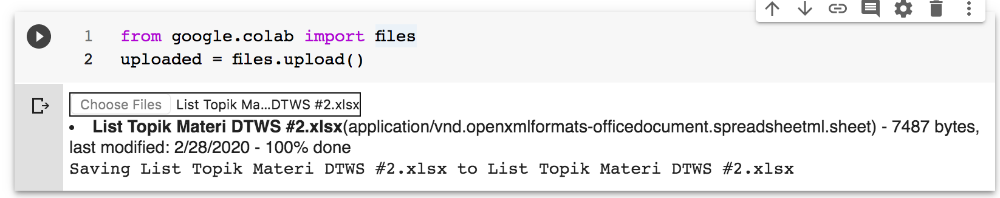 1 from google.colab import files
2 uploaded = files.upload()
Choose Files List Topik Ma...DTWS #2.xlsx
• List Topik Materi DTWS #2.xlsx(application/vnd.openxmlformats-officedocument.spreadsheetml.sheet) - 7487 bytes,
last modified: 2/28/2020 - 100% done
Saving List Topik Materi DTWS #2.xlsx to List Topik Materi DTWS #2.xlsx